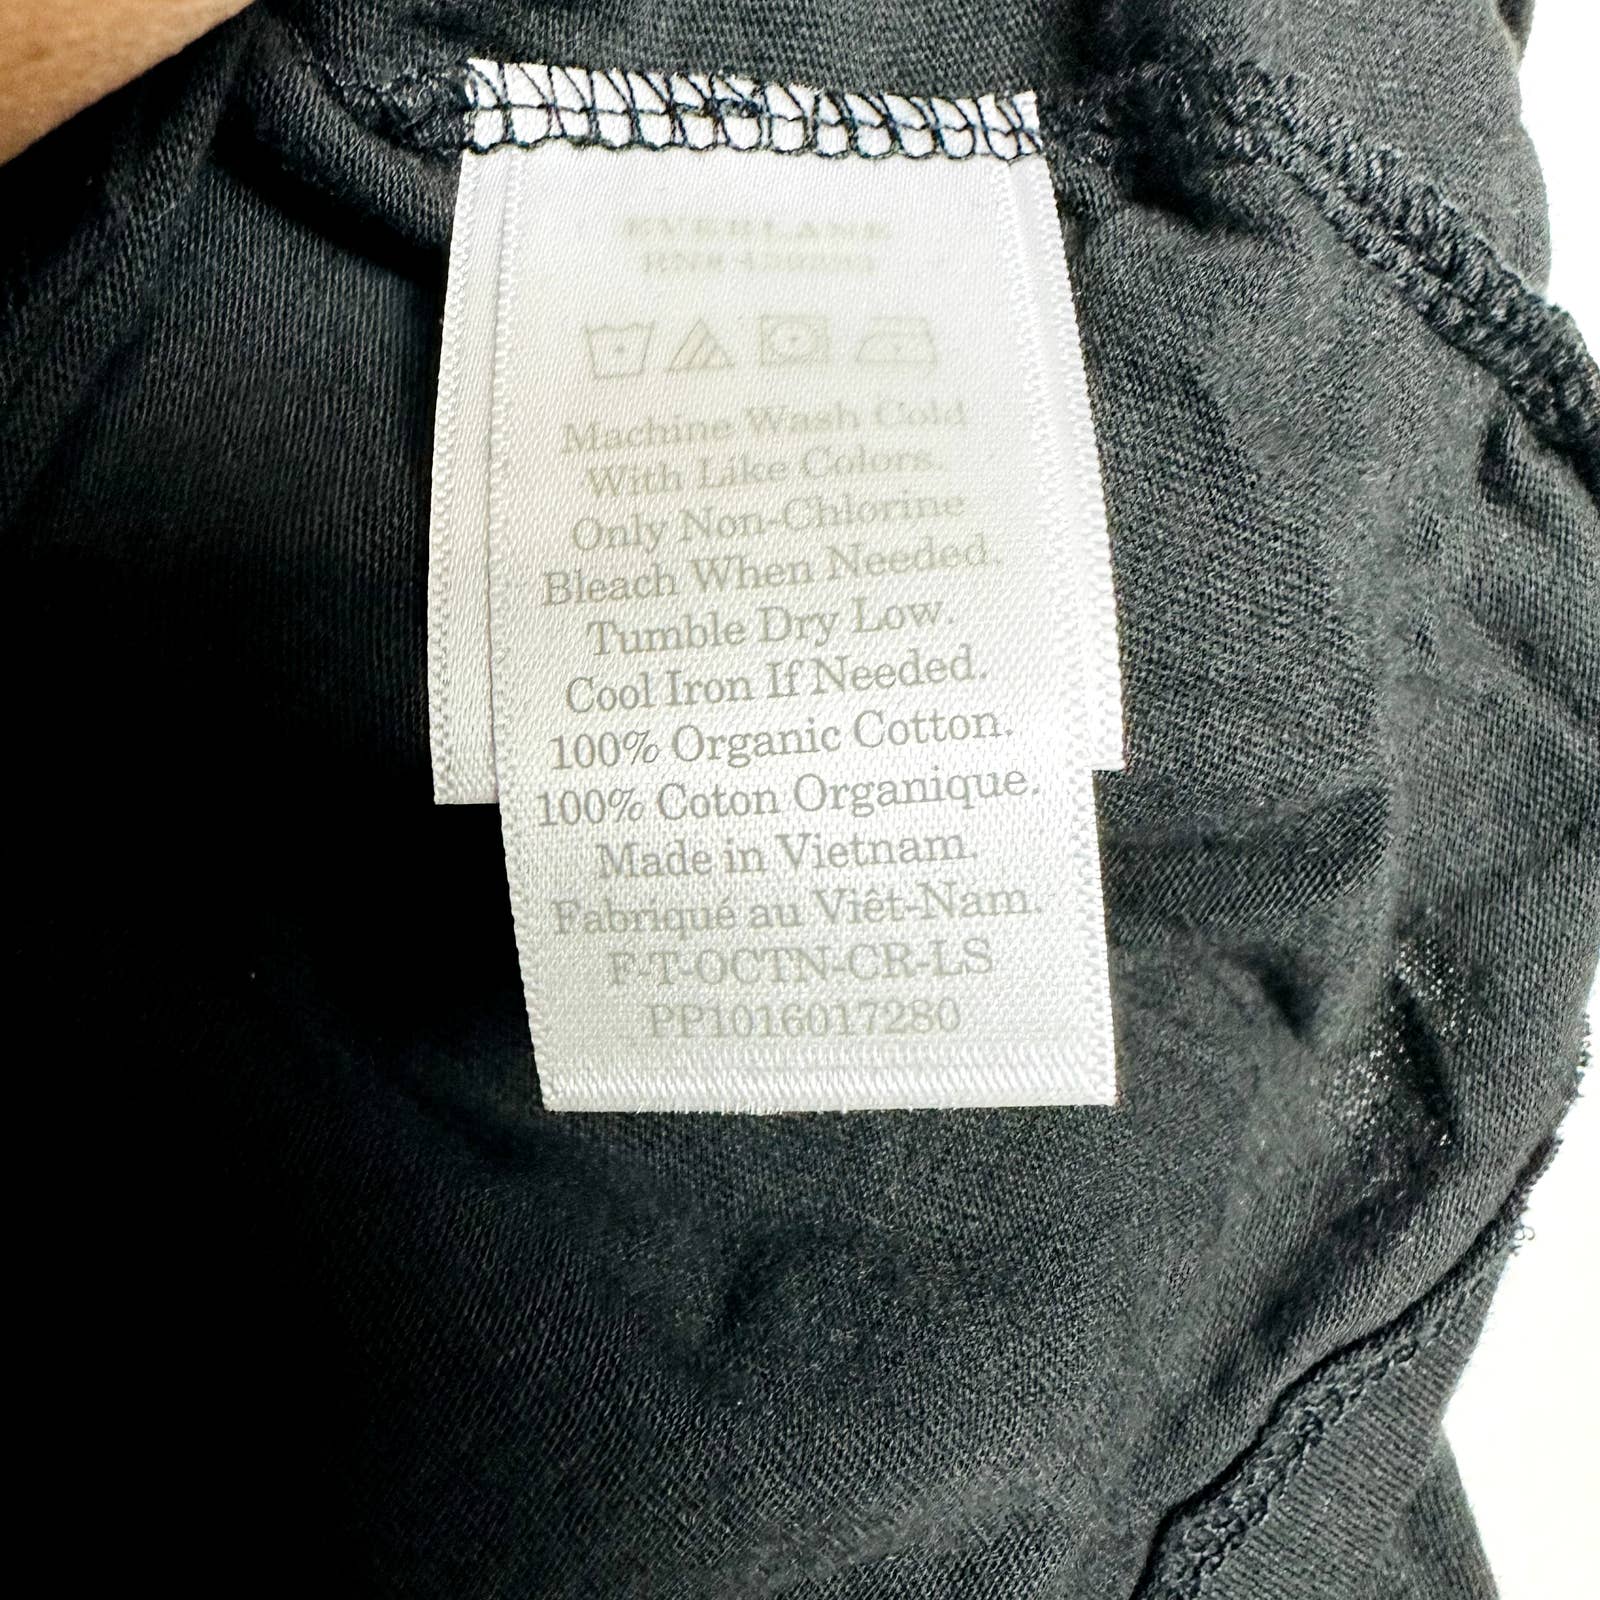 EVERLANE
Machine Wash Cold
With Like Colors.
Only Non-Chlorine
Bleach When Needed.
Tumble Dry Low.
Cool Iron If Needed.
100% Organic Cotton.
100% Coton Organique.
Made in Vietnam.
Fabriqué au Viêt-Nam.
F-T-OCTN-CR-LS
PP1016017280